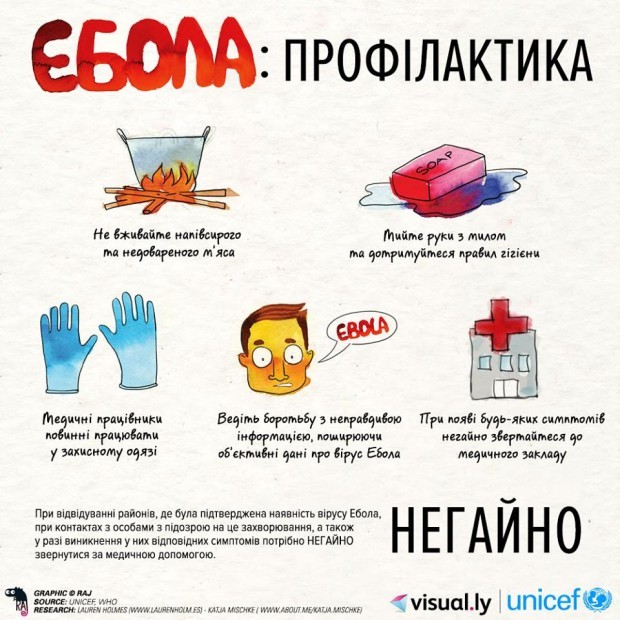 ЄБОЛА: ПРОФІЛАКТИКА
SOAP
Не вживайте напівсирого
та недовареного м'яса
Мийте руки з милом
та дотримуйтеся правил гігієни
EBOLA
Медичні працівники
повинні працювати
у захисному одязі
Ведіть боротьбу з неправдивою
інформацією, поширюючи
об'єктивні дані про вірус Ебола
При появі будь-яких симптомів
негайно звертайтеся до
медичного закладу
При відвідуванні районів, де була підтверджена наявність вірусу Ебола,
при контактах з особами з підозрою на це захворювання, а також
у разі виникнення у них відповідних симптомів потрібно НЕГАЙНО
звернутися за медичною допомогою.
НЕГАЙНО
RAJ
GRAPHIC © RAJ
SOURCE: UNICEF, WHO
RESEARCH: LAUREN HOLMES (WWW.LAURENHOLM.ES) - KATJA MISCHKE ( WWW.ABOUT.ME/KATJA.MISCHKE)
visual.ly
unicef